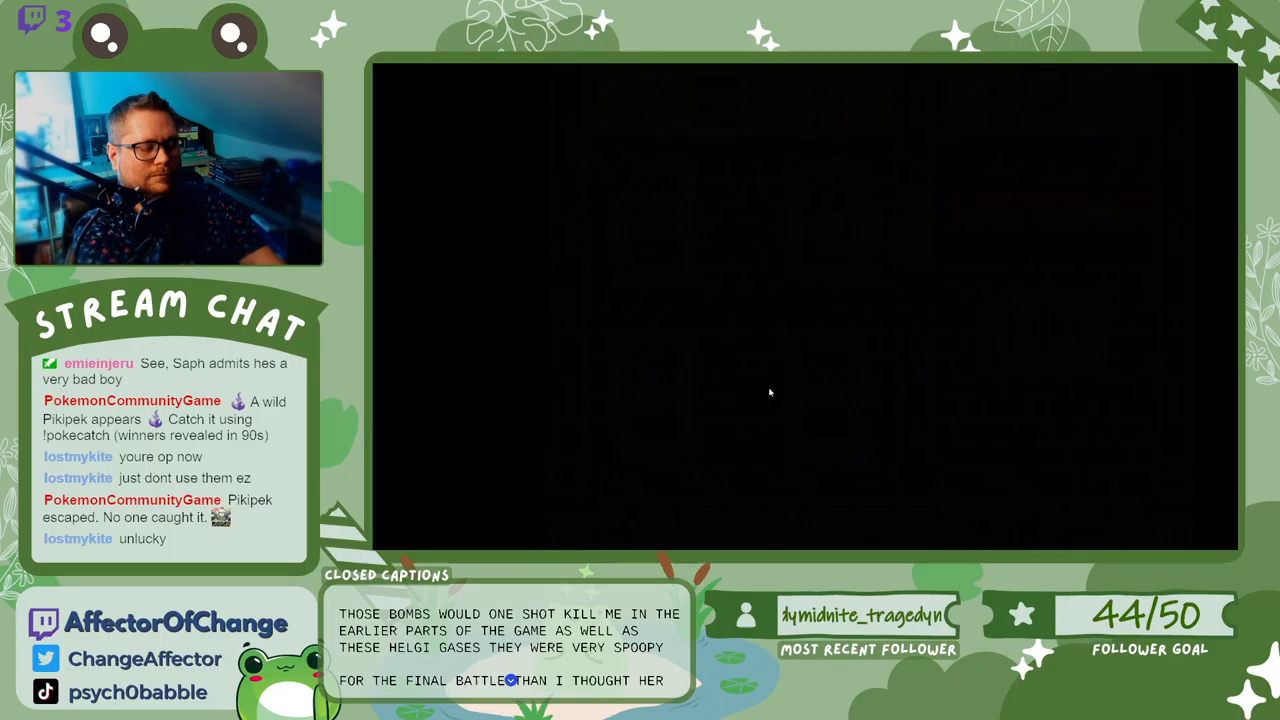 3
STREAM CHAT
emieinjeru See, Saph admits hes a
very bad boy
PokemonCommunityGame A wild
Pikipek appears Catch it using
!pokecatch (winners revealed in 90s)
lostmykite youre op now
lostmykite just dont use them ez
PokemonCommunityGame Pikipek
escaped. No one caught it.
lostmykite unlucky
AffectorOfChange
ChangeAffector
psych0babble
CLOSED CAPTIONS
THOSE BOMBS WOULD ONE SHOT KILL ME IN THE
EARLIER PARTS OF THE GAME AS WELL AS
THESE HELGI GASES THEY WERE VERY SPOOPY
FOR THE FINAL BATTLE THAN I THOUGHT HER
lymidnite_tragedyn
MOST RECENT FOLLOWER
44/50
FOLLOWER GOAL